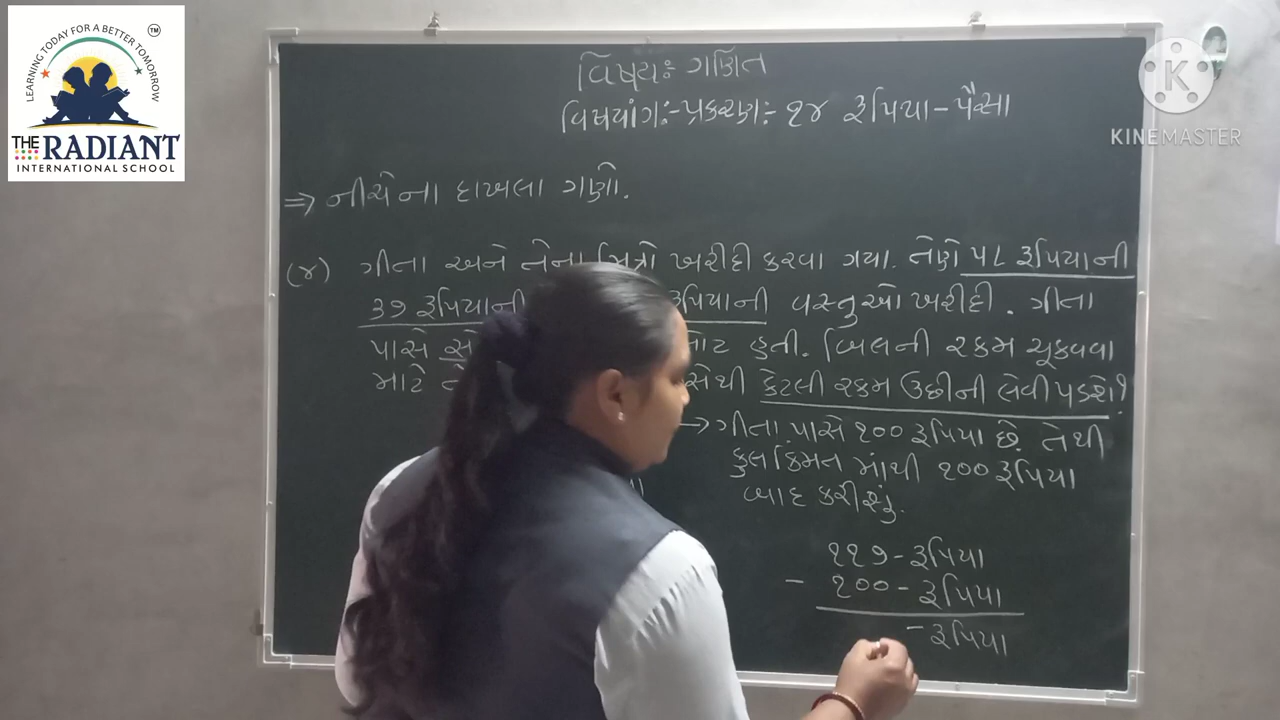 LEARNING TODAY FOR A BETTER TOMORROW
TM
THE RADIANT
INTERNATIONAL SCHOOL
K
KINEMASTER
વિષયઃ ગણિત
વિષયાંગઃ- પ્રકરણઃ- ૧૪ રૂપિયા - પૈસા
⇒ નીચેના દાખલા ગણો.
(૪) ગીતા અને તેના મિત્રો ખરીદી કરવા ગયા. તેણે ૫૮ રૂપિયાની
૩૭ રૂપિયાની રૂપિયાની વસ્તુઓ ખરીદી. ગીતા
પાસે નોટ હતી. બિલની રકમ ચૂકવવા
માટે કેટલી રકમ ઉછીની લેવી પડશે?
→ ગીતા પાસે ૧૦૦ રૂપિયા છે. તેથી
કુલ કિંમત માંથી ૧૦૦ રૂપિયા
બાદ કરીશું.
૧૧૭ - રૂપિયા
- ૧૦૦ - રૂપિયા
- રૂપિયા